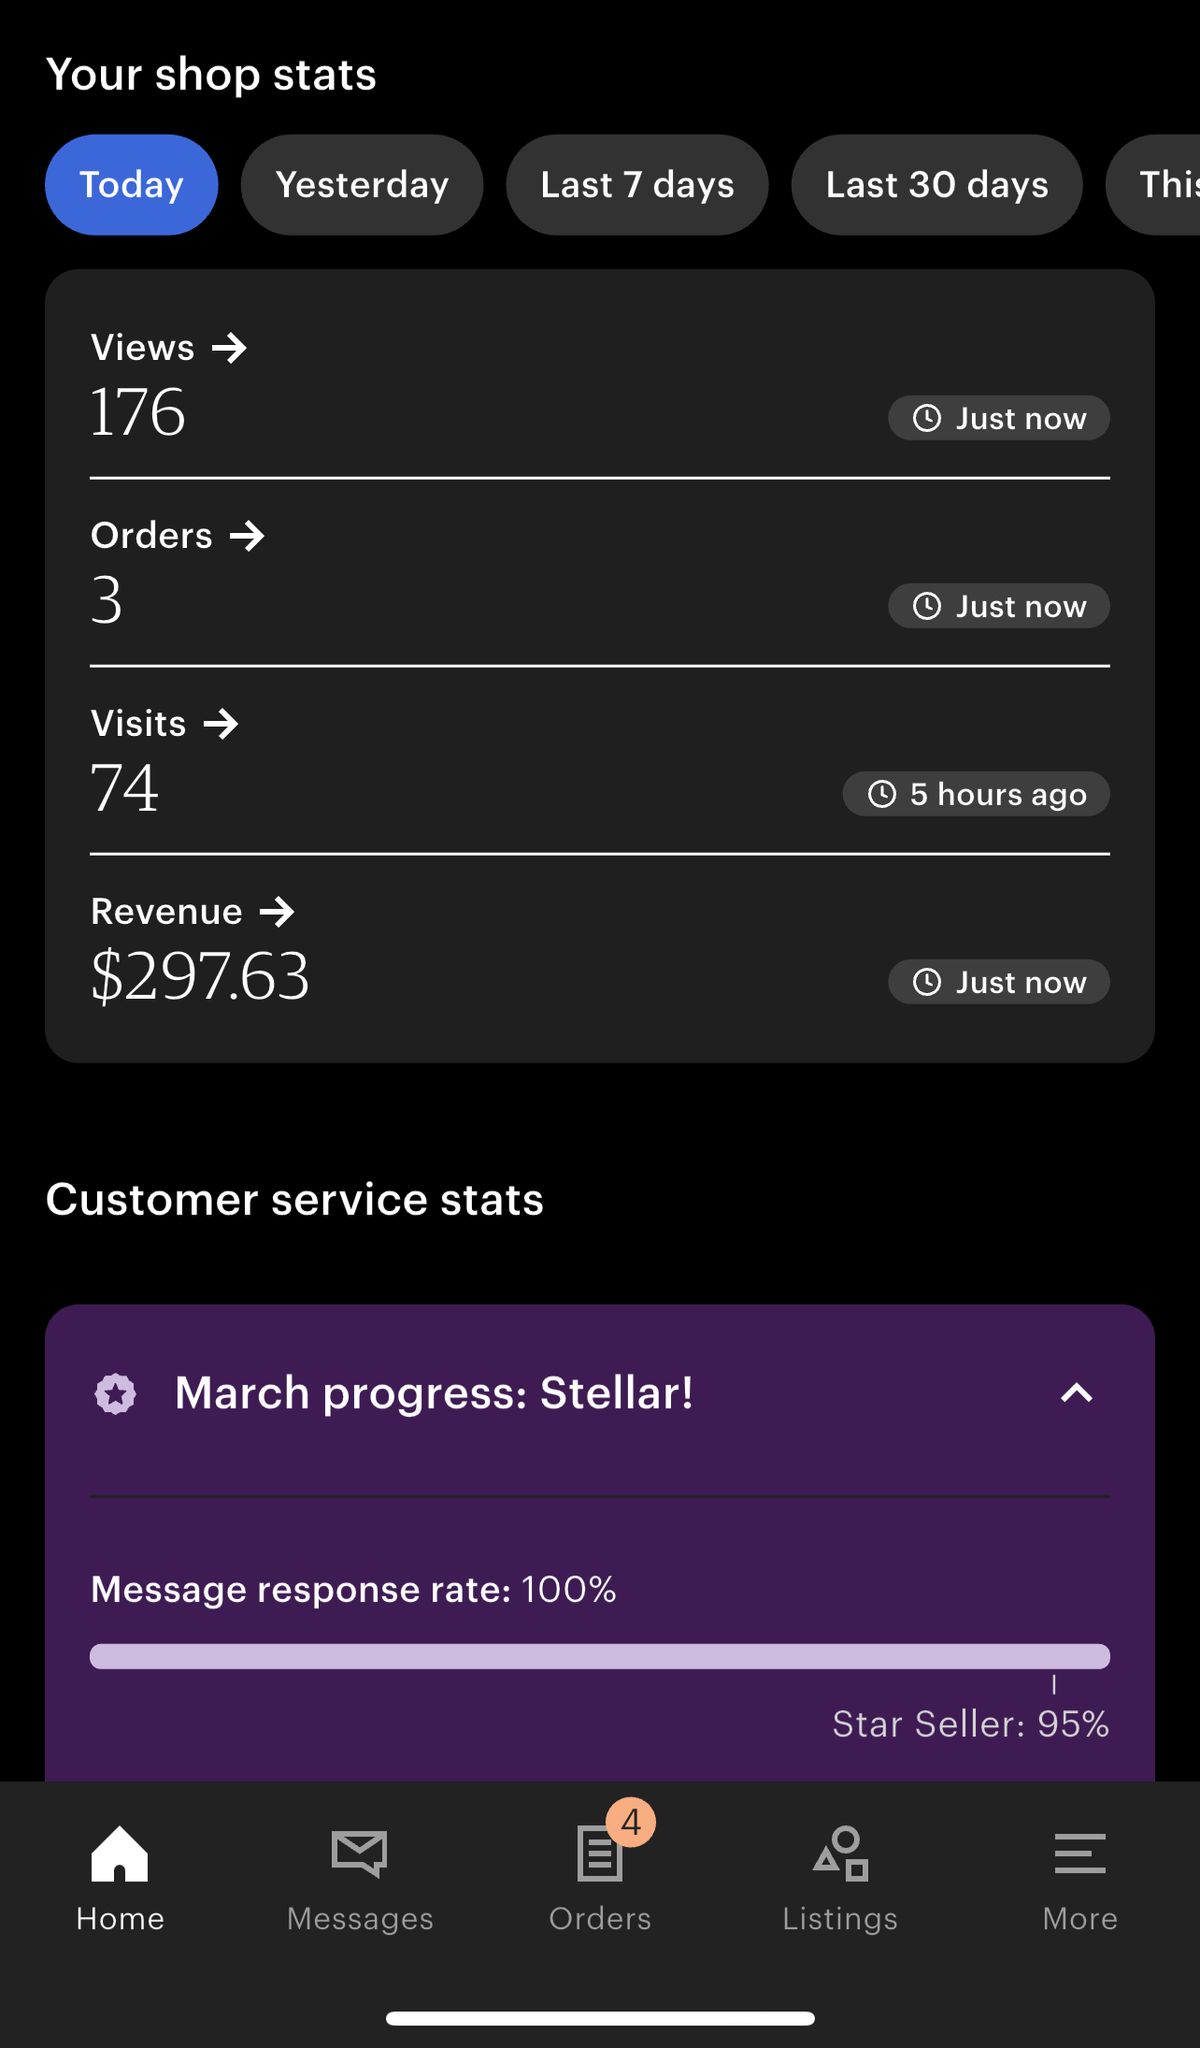 Your shop stats
Today Yesterday Last 7 days Last 30 days This
Views →
176
Just now
Orders →
3
Just now
Visits →
74
5 hours ago
Revenue →
$297.63
Just now
Customer service stats
March progress: Stellar!
Message response rate: 100%
Star Seller: 95%
4
Home Messages Orders Listings More